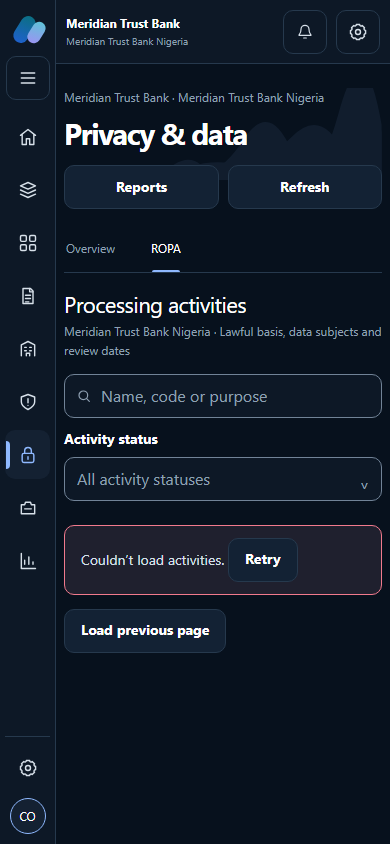 Meridian Trust Bank
Meridian Trust Bank Nigeria
Meridian Trust Bank · Meridian Trust Bank Nigeria
Privacy & data
Reports
Refresh
Overview
ROPA
Processing activities
Meridian Trust Bank Nigeria · Lawful basis, data subjects and
review dates
Name, code or purpose
Activity status
All activity statuses
Couldn’t load activities.
Retry
Load previous page
CO